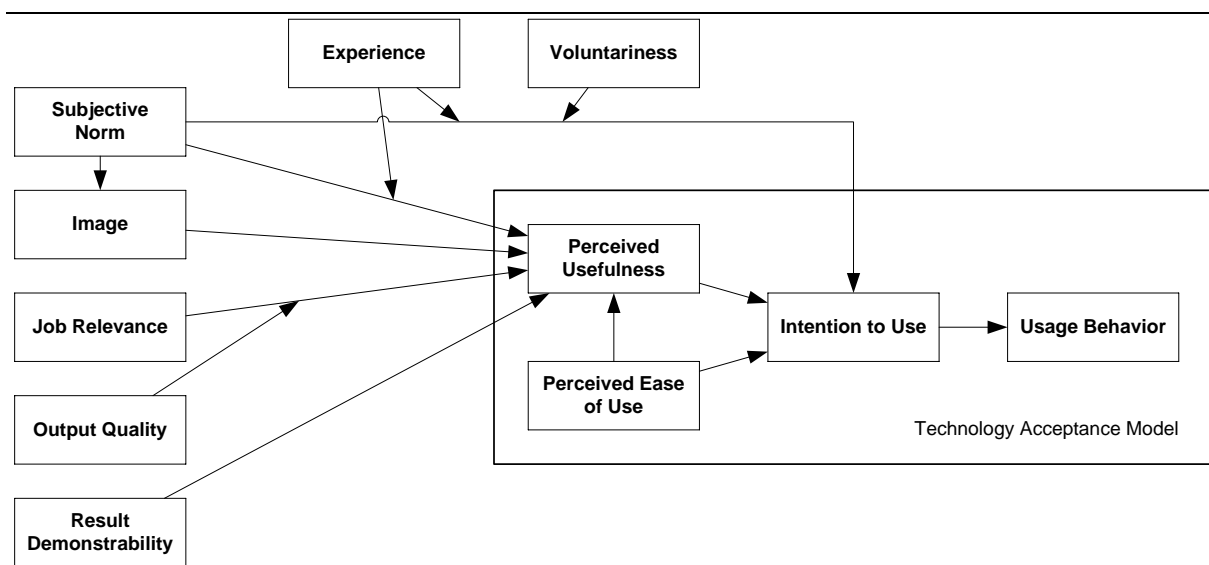 Experience
Voluntariness
Subjective
Norm
Image
Perceived
Usefulness
Job Relevance
Intention to Use
Usage Behavior
Perceived Ease
of Use
Output Quality
Technology Acceptance Model
Result
Demonstrability